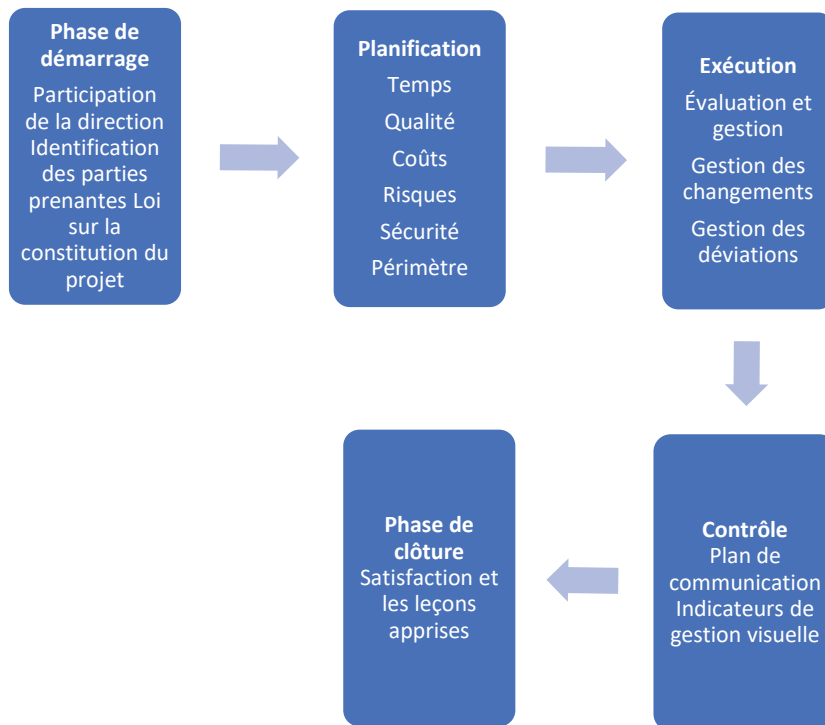 Phase de
démarrage
Participation
de la direction
Identification
des parties
prenantes Loi
sur la
constitution du
projet
Planification
Temps
Qualité
Coûts
Risques
Sécurité
Périmètre
Exécution
Évaluation et
gestion
Gestion des
changements
Gestion des
déviations
Contrôle
Plan de
communication
Indicateurs de
gestion visuelle
Phase de
clôture
Satisfaction et
les leçons
apprises